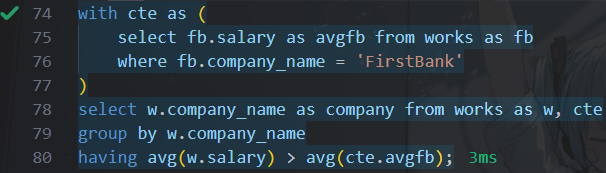 74 with cte as (
75     select fb.salary as avgfb from works as fb
76     where fb.company_name = 'FirstBank'
77 )
78 select w.company_name as company from works as w, cte
79 group by w.company_name
80 having avg(w.salary) > avg(cte.avgfb); 3ms